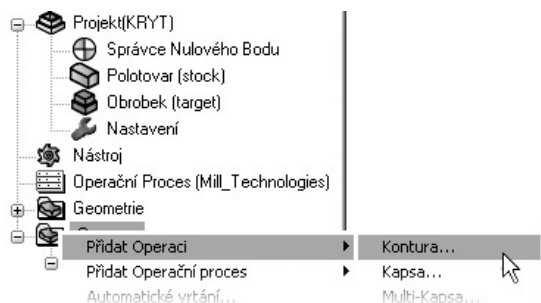 Projekt(KRYT)
Správce Nulového Bodu
Polotovar (stock)
Obrobek (target)
Nastavení
Nástroj
Operační Proces (Mill_Technologies)
Geometrie
Přidat Operaci
Kontura...
Přidat Operační proces
Kapsa...
Automatické vrtání...
Multi-Kapsa...